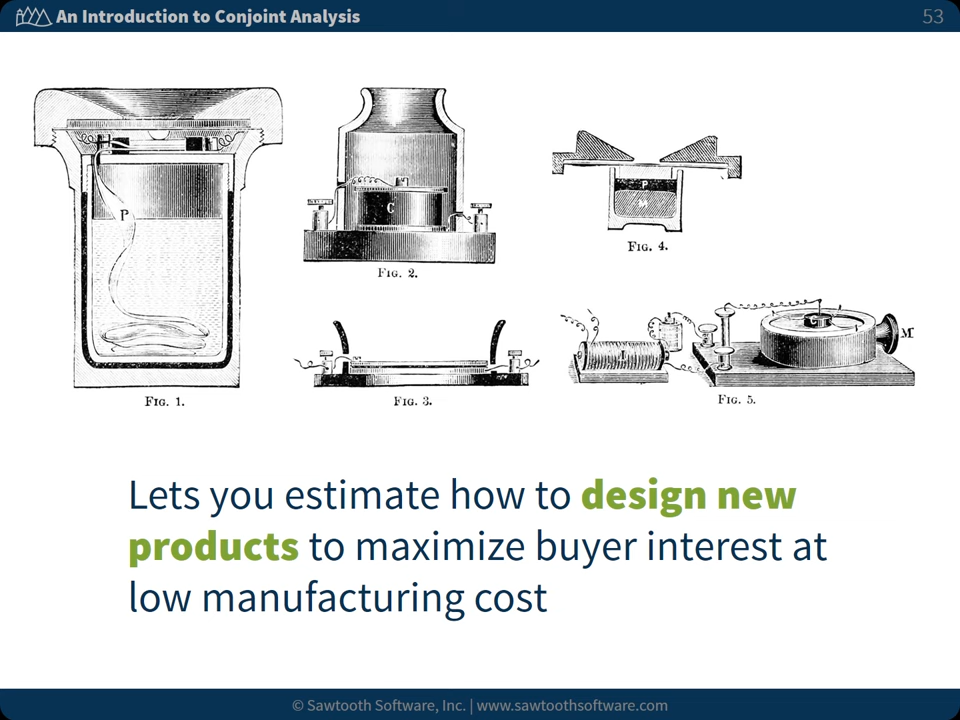 An Introduction to Conjoint Analysis
53
P
C
P
M
FIG. 4.
FIG. 2.
M
FIG. 1.
FIG. 3.
FIG. 5.
Lets you estimate how to design new
products to maximize buyer interest at
low manufacturing cost
© Sawtooth Software, Inc. | www.sawtoothsoftware.com